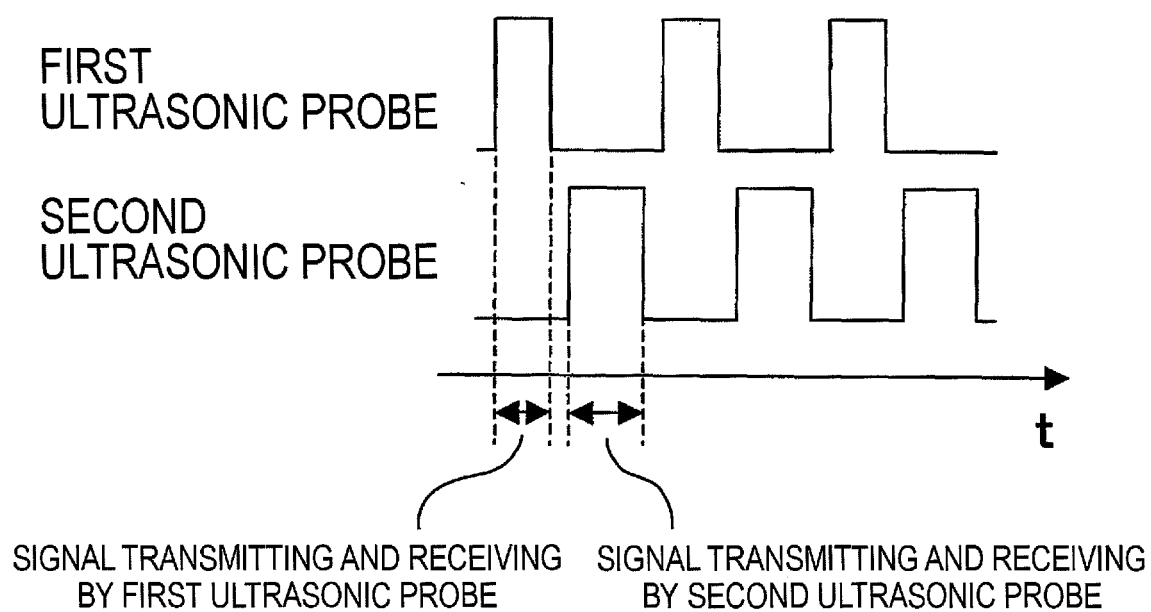 FIRST
ULTRASONIC PROBE
SECOND
ULTRASONIC PROBE
t
SIGNAL TRANSMITTING AND RECEIVING
BY FIRST ULTRASONIC PROBE
SIGNAL TRANSMITTING AND RECEIVING
BY SECOND ULTRASONIC PROBE